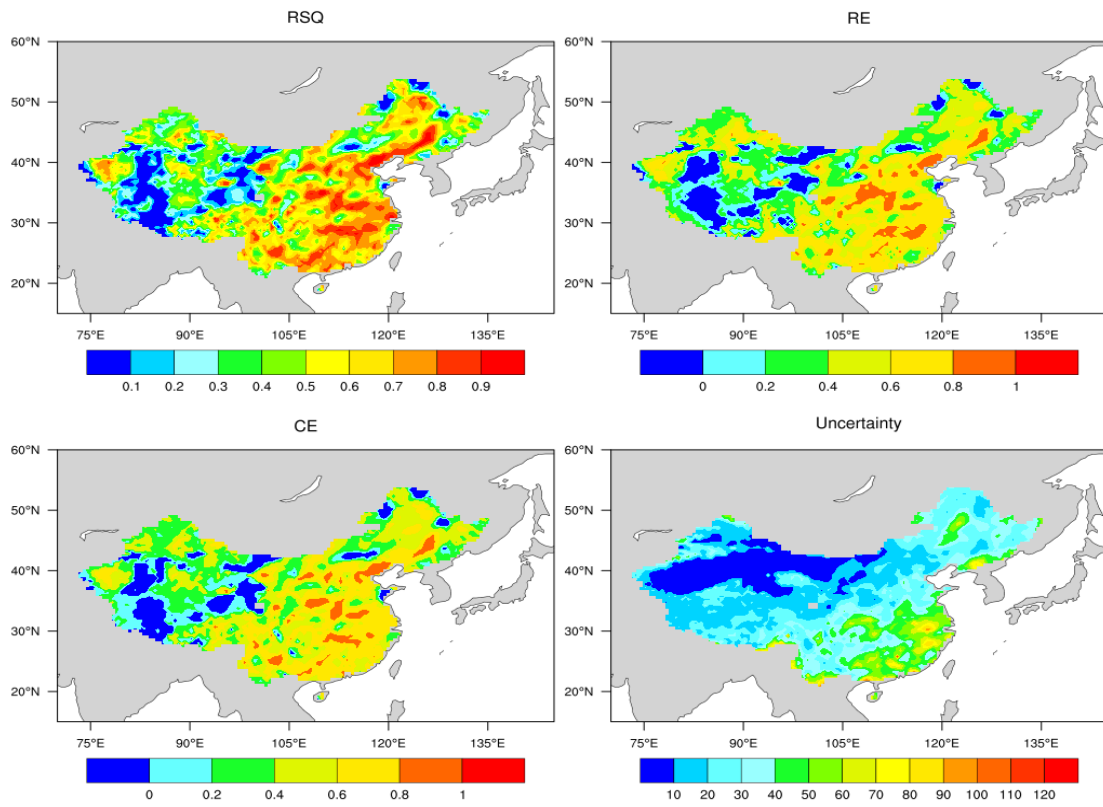 RSQ
60°N
50°N
40°N
30°N
20°N
75°E 90°E 105°E 120°E 135°E
0.1 0.2 0.3 0.4 0.5 0.6 0.7 0.8 0.9
RE
60°N
50°N
40°N
30°N
20°N
75°E 90°E 105°E 120°E 135°E
0 0.2 0.4 0.6 0.8 1
CE
60°N
50°N
40°N
30°N
20°N
75°E 90°E 105°E 120°E 135°E
0 0.2 0.4 0.6 0.8 1
Uncertainty
60°N
50°N
40°N
30°N
20°N
75°E 90°E 105°E 120°E 135°E
10 20 30 40 50 60 70 80 90 100 110 120